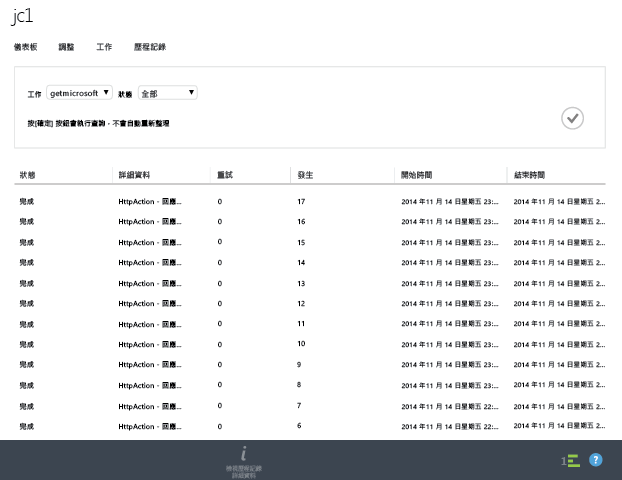 jc1
儀表板 調整 工作 歷程記錄
工作 getmicrosoft 狀態 全部
按[確定] 按鈕會執行查詢，不會自動重新整理
狀態 詳細資料 重試 發生 開始時間 結束時間
完成 HttpAction - 回應... 0 17 2014 年11 月 14 日星期五 23:... 2014 年11 月 14 日星期五 2...
完成 HttpAction - 回應... 0 16 2014 年11 月 14 日星期五 23:... 2014 年11 月 14 日星期五 2...
完成 HttpAction - 回應... 0 15 2014 年11 月 14 日星期五 23:... 2014 年11 月 14 日星期五 2...
完成 HttpAction - 回應... 0 14 2014 年11 月 14 日星期五 23:... 2014 年11 月 14 日星期五 2...
完成 HttpAction - 回應... 0 13 2014 年11 月 14 日星期五 23:... 2014 年11 月 14 日星期五 2...
完成 HttpAction - 回應... 0 12 2014 年11 月 14 日星期五 23:... 2014 年11 月 14 日星期五 2...
完成 HttpAction - 回應... 0 11 2014 年11 月 14 日星期五 23:... 2014 年11 月 14 日星期五 2...
完成 HttpAction - 回應... 0 10 2014 年11 月 14 日星期五 23:... 2014 年11 月 14 日星期五 2...
完成 HttpAction - 回應... 0 9 2014 年11 月 14 日星期五 23:... 2014 年11 月 14 日星期五 2...
完成 HttpAction - 回應... 0 8 2014 年11 月 14 日星期五 23:... 2014 年11 月 14 日星期五 2...
完成 HttpAction - 回應... 0 7 2014 年11 月 14 日星期五 22:... 2014 年11 月 14 日星期五 2...
完成 HttpAction - 回應... 0 6 2014 年11 月 14 日星期五 22:... 2014 年11 月 14 日星期五 2...
檢視歷程記錄
詳細資料
1
?